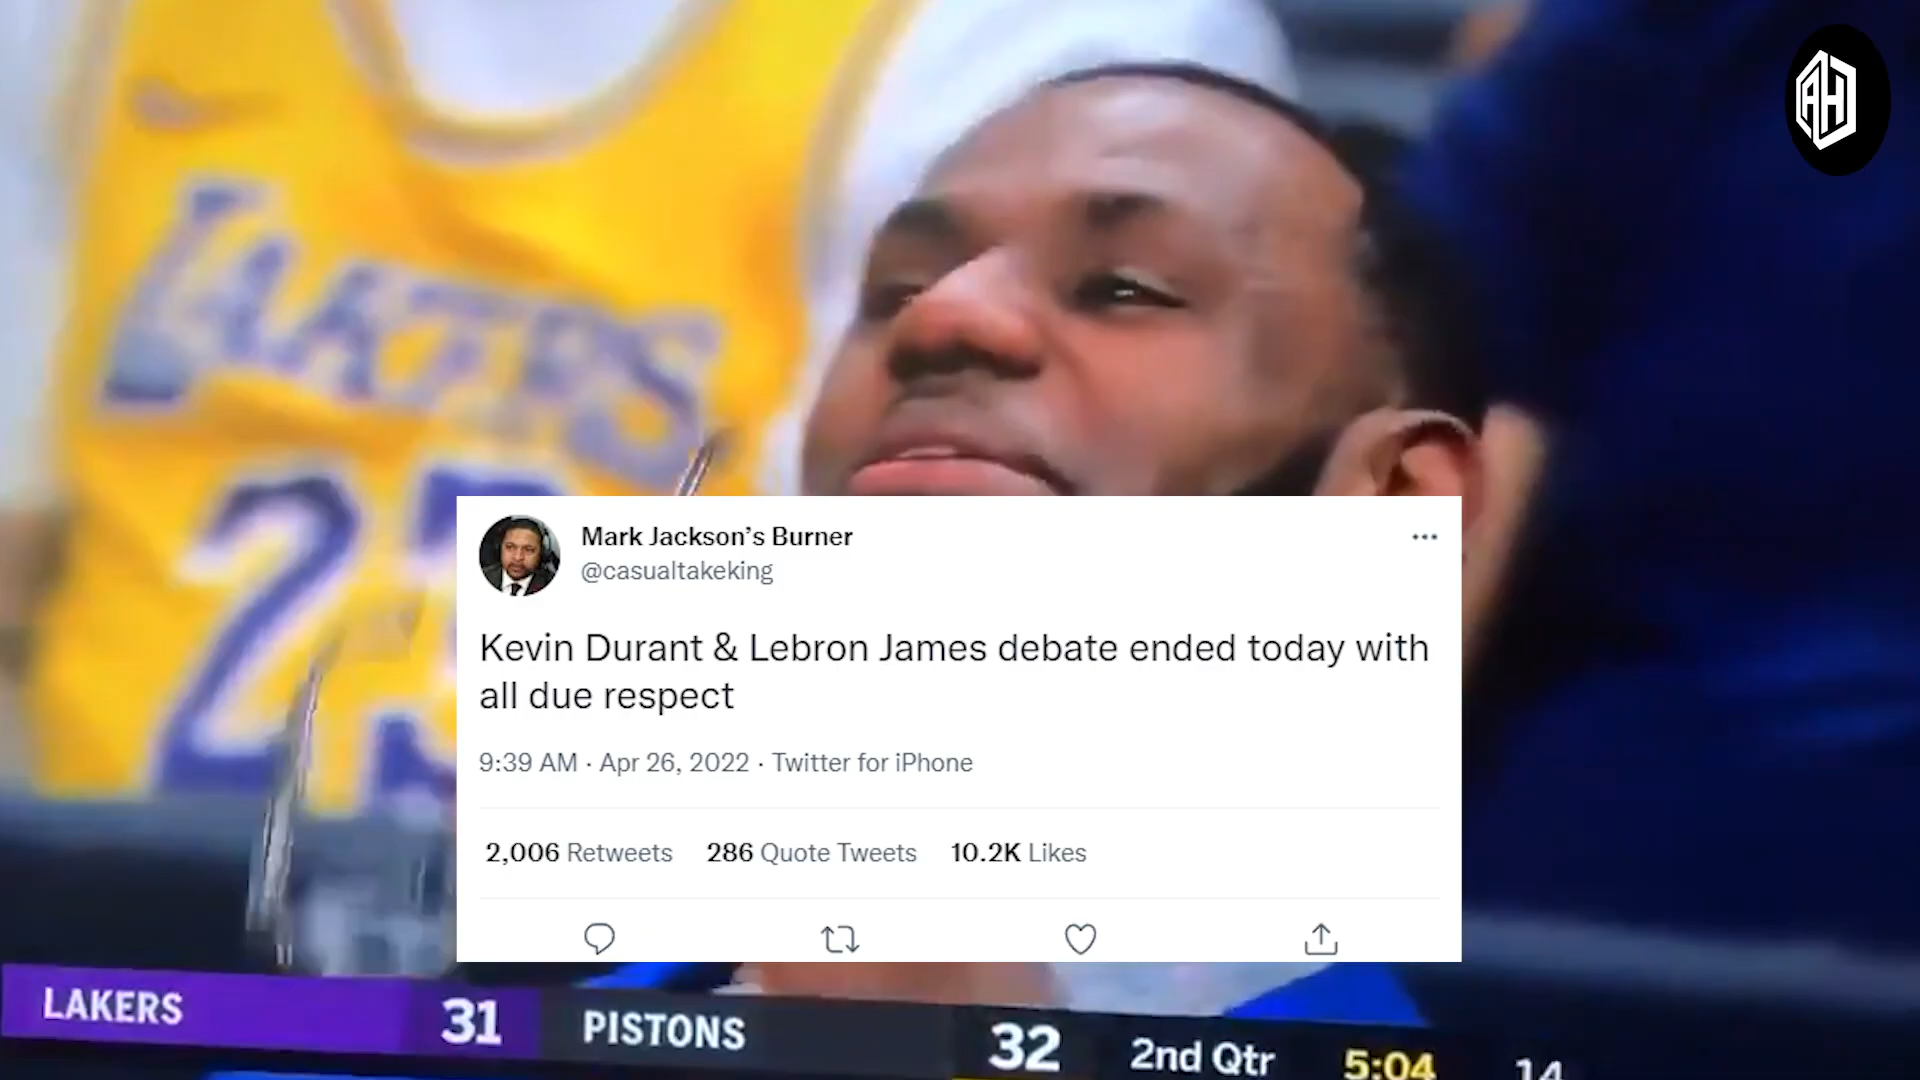 AH
LAKERS
2
Mark Jackson’s Burner
@casualtakeking
Kevin Durant & Lebron James debate ended today with
all due respect
9:39 AM · Apr 26, 2022 · Twitter for iPhone
2,006 Retweets 286 Quote Tweets 10.2K Likes
LAKERS 31 PISTONS 32 2nd Qtr 5:04 14